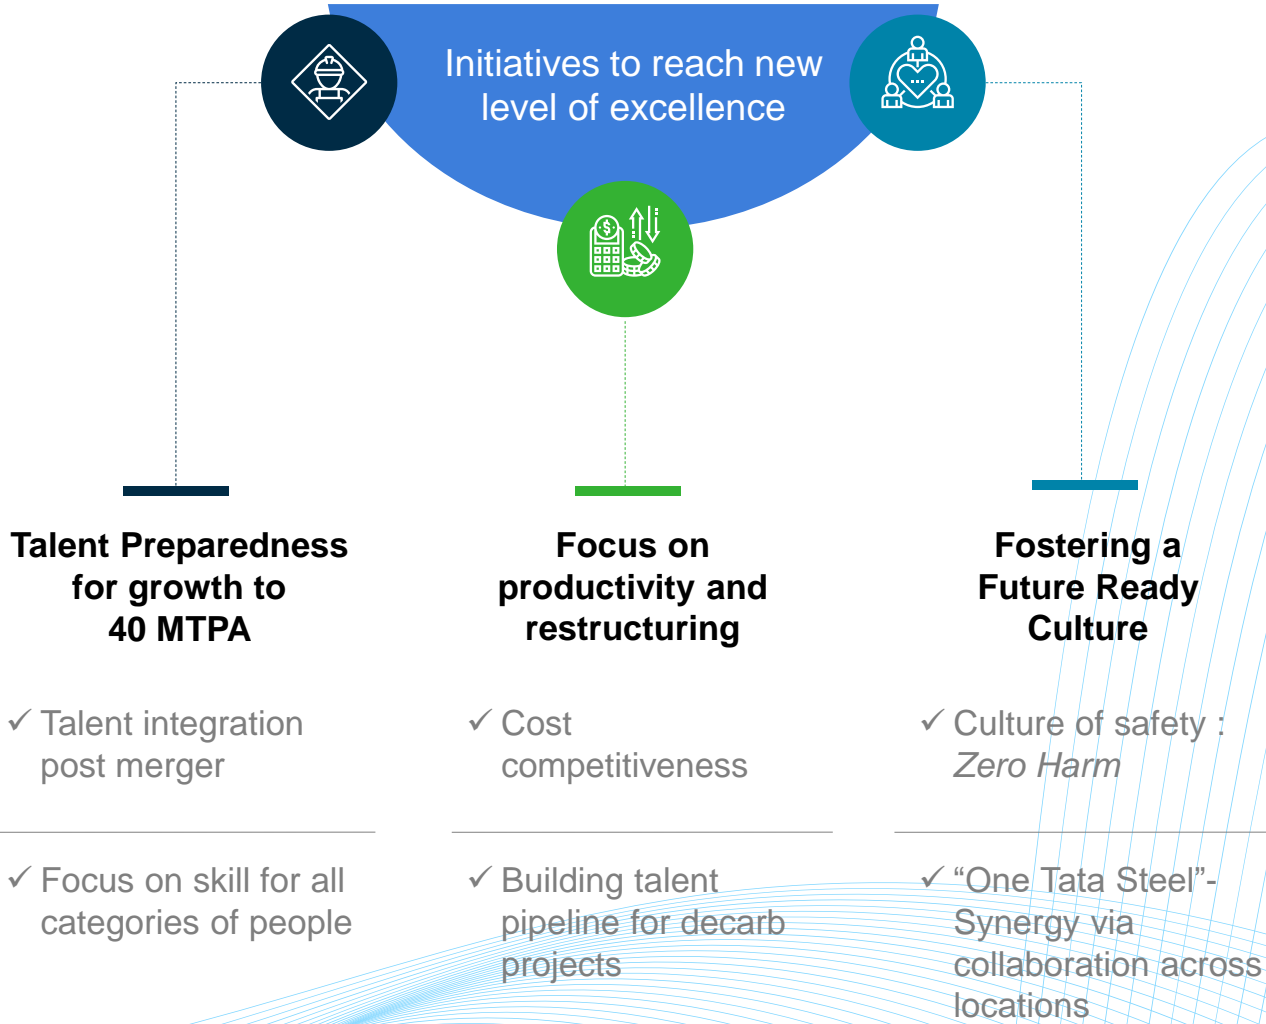 Initiatives to reach new
level of excellence
Talent Preparedness
for growth to
40 MTPA
✓ Talent integration
post merger
✓ Focus on skill for all
categories of people
Focus on
productivity and
restructuring
✓ Cost
competitiveness
✓ Building talent
pipeline for decarb
projects
Fostering a
Future Ready
Culture
✓ Culture of safety :
Zero Harm
✓ “One Tata Steel”-
Synergy via
collaboration across
locations